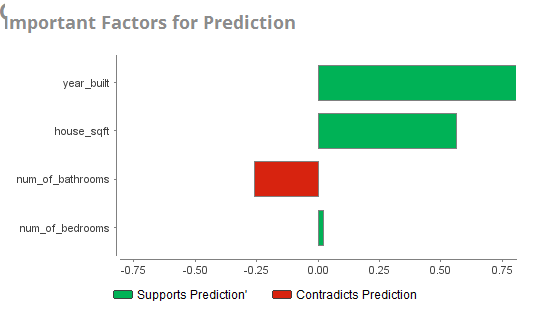 Important Factors for Prediction
year_built
house_sqft
num_of_bathrooms
num_of_bedrooms
-0.75 -0.50 -0.25 0.00 0.25 0.50 0.75
Supports Prediction' Contradicts Prediction